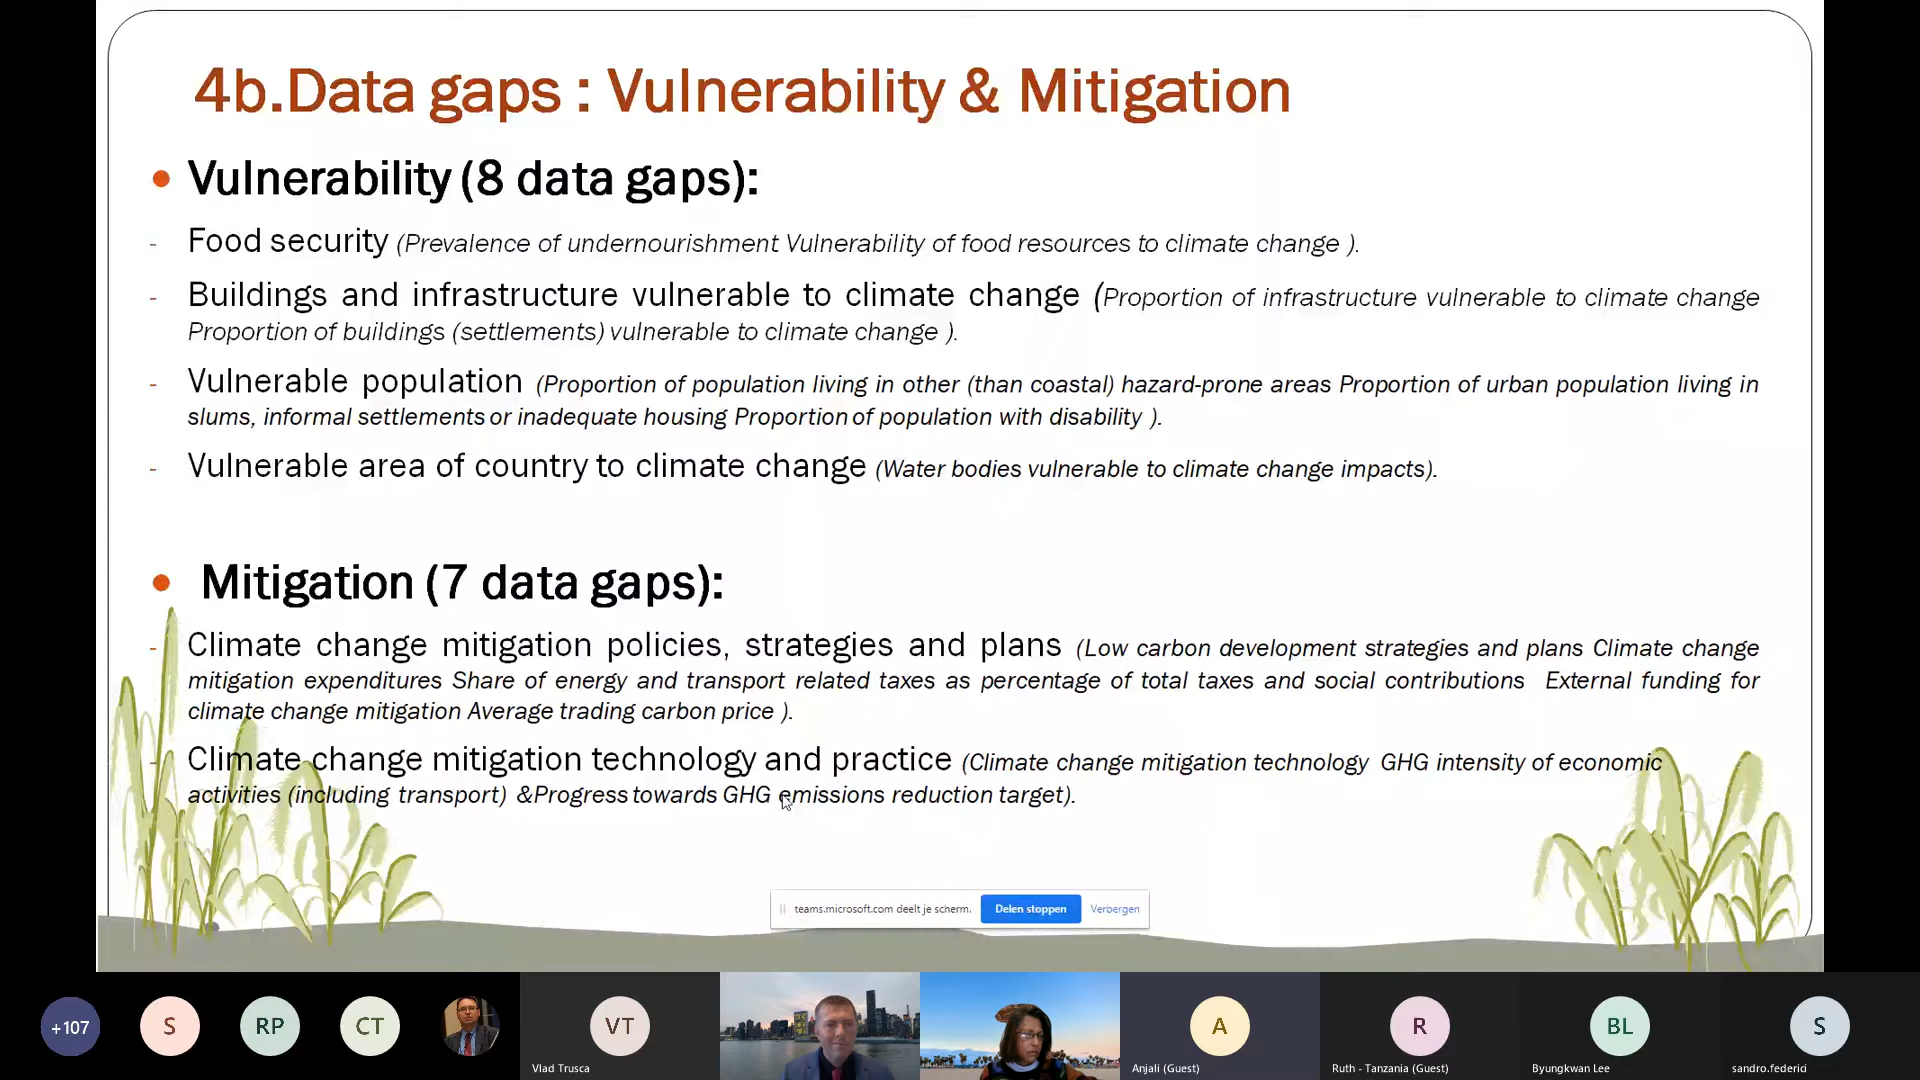 4b.Data gaps : Vulnerability & Mitigation
• Vulnerability (8 data gaps):
- Food security (Prevalence of undernourishment Vulnerability of food resources to climate change ).
- Buildings and infrastructure vulnerable to climate change (Proportion of infrastructure vulnerable to climate change
Proportion of buildings (settlements) vulnerable to climate change ).
- Vulnerable population (Proportion of population living in other (than coastal) hazard-prone areas Proportion of urban population living in
slums, informal settlements or inadequate housing Proportion of population with disability ).
- Vulnerable area of country to climate change (Water bodies vulnerable to climate change impacts).
• Mitigation (7 data gaps):
- Climate change mitigation policies, strategies and plans (Low carbon development strategies and plans Climate change
mitigation expenditures Share of energy and transport related taxes as percentage of total taxes and social contributions External funding for
climate change mitigation Average trading carbon price ).
- Climate change mitigation technology and practice (Climate change mitigation technology GHG intensity of economic
activities (including transport) &Progress towards GHG emissions reduction target).
teams.microsoft.com deelt je scherm. Delen stoppen Verbergen
+107 S RP CT VT A R BL S
Vlad Trusca Anjali (Guest) Ruth - Tanzania (Guest) Byungkwan Lee sandro.federici